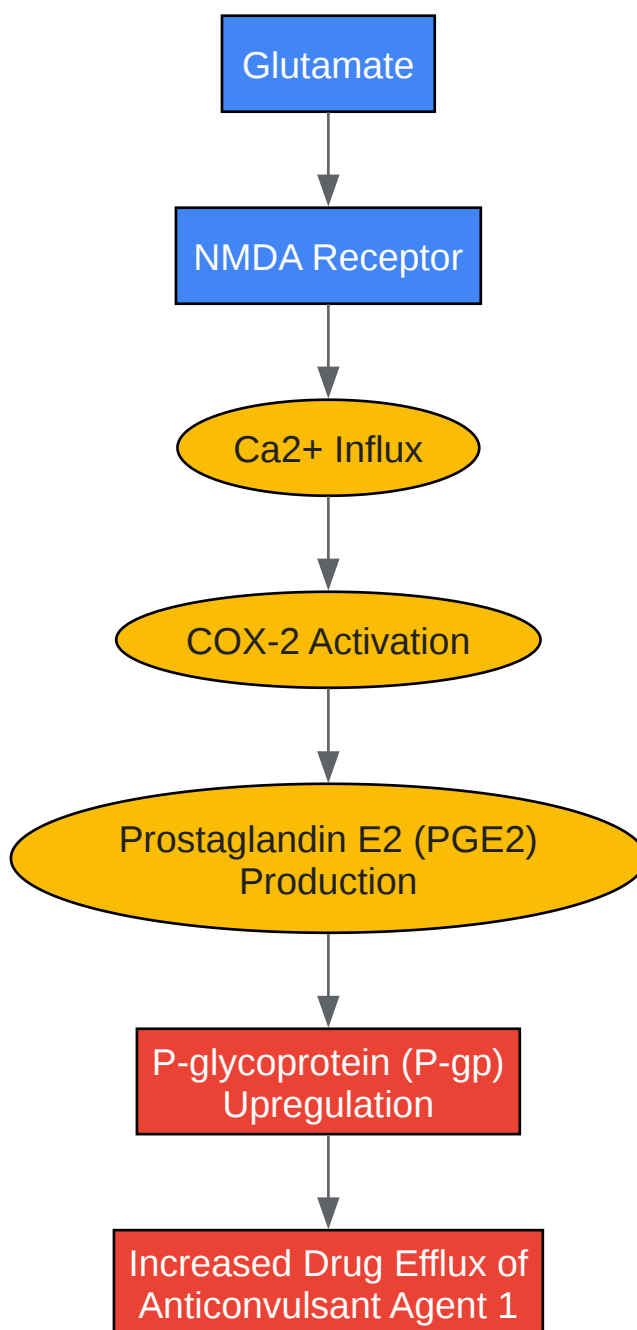 Glutamate
NMDA Receptor
Ca2+ Influx
COX-2 Activation
Prostaglandin E2 (PGE2)
Production
P-glycoprotein (P-gp)
Upregulation
Increased Drug Efflux of
Anticonvulsant Agent 1